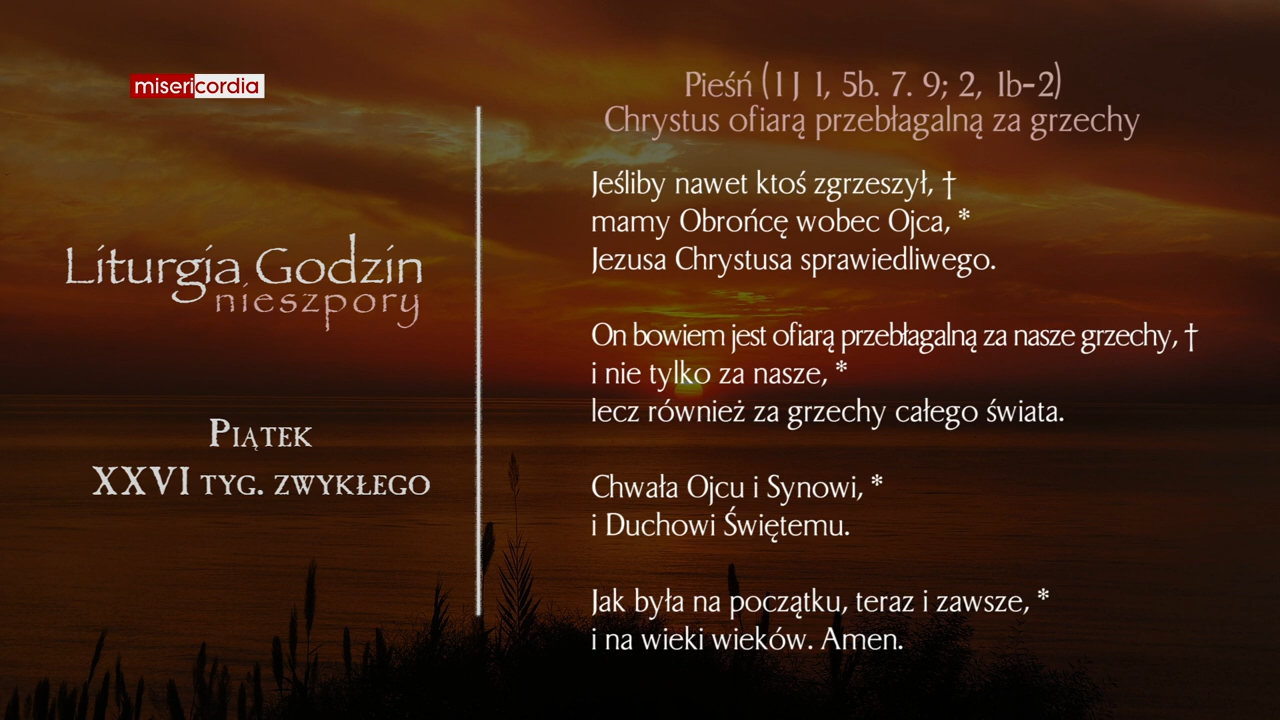 misericordia
Liturgia Godzin
nieszpory
Piątek
XXVI tyg. zwykłego
Pieśń (1 J 1, 5b. 7. 9; 2, 1b-2)
Chrystus ofiarą przebłagalną za grzechy
Jeśliby nawet ktoś zgrzeszył, †
mamy Obrońcę wobec Ojca, *
Jezusa Chrystusa sprawiedliwego.
On bowiem jest ofiarą przebłagalną za nasze grzechy, †
i nie tylko za nasze, *
lecz również za grzechy całego świata.
Chwała Ojcu i Synowi, *
i Duchowi Świętemu.
Jak była na początku, teraz i zawsze, *
i na wieki wieków. Amen.